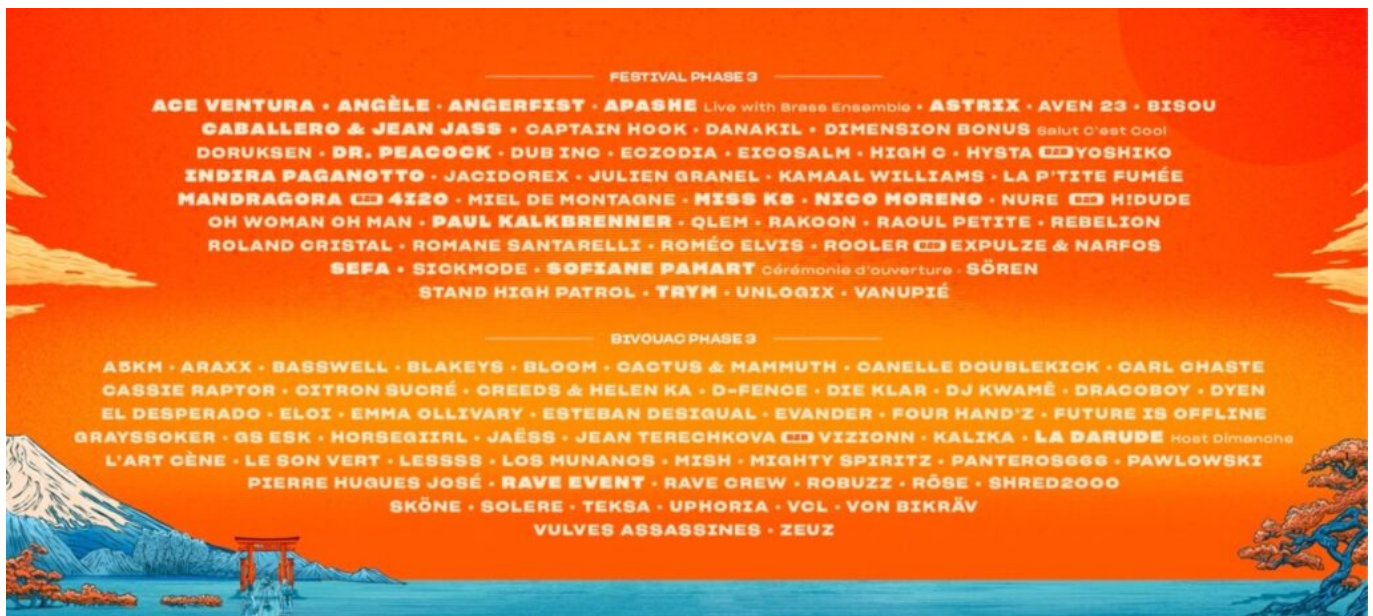 FESTIVAL PHASE 3
ACE VENTURA • ANGÈLE • ANGERFIST • APASHE Live with Brass Ensemble • ASTRIX • AVEN 23 • BISOU
CABALLERO & JEAN JASS • CAPTAIN HOOK • DANAKIL • DIMENSION BONUS Salut C'est Cool
DORUKSEN • DR. PEACOCK • DUB INC • ECZODIA • EICOSALM • HIGH C • HYSTA B2B YOSHIKO
INDIRA PAGANOTTO • JACIDOREX • JULIEN GRANEL • KAMAAL WILLIAMS • LA P'TITE FUMÉE
MANDRAGORA B2B 4I20 • MIEL DE MONTAGNE • MISS K8 • NICO MORENO • NURE B2B H!DUDE
OH WOMAN OH MAN • PAUL KALKBRENNER • QLEM • RAKOON • RAOUL PETITE • REBELION
ROLAND CRISTAL • ROMANE SANTARELLI • ROMÉO ELVIS • ROOLER B2B EXPULZE & NARFOS
SEFA • SICKMODE • SOFIANE PAMART Cérémonie d'ouverture • SÖREN
STAND HIGH PATROL • TRYM • UNLOGIX • VANUPIÉ
BIVOUAC PHASE 3
A5KM • ARAXX • BASSWELL • BLAKEYS • BLOOM • CACTUS & MAMMUTH • CANELLE DOUBLEKICK • CARL CHASTE
CASSIE RAPTOR • CITRON SUCRÉ • CREEDS & HELEN KA • D-FENCE • DIE KLAR • DJ KWAMÊ • DRACOBOY • DYEN
EL DESPERADO • ELOI • EMMA OLLIVARY • ESTEBAN DESIGUAL • EVANDER • FOUR HAND'Z • FUTURE IS OFFLINE
GRAYSSOKER • GS ESK • HORSEGIIRL • JAËSS • JEAN TERECHKOVA B2B VIZIONN • KALIKA • LA DARUDE Host Dimanche
L'ART CÈNE • LE SON VERT • LESSSS • LOS MUNANOS • MISH • MIGHTY SPIRITZ • PANTEROS666 • PAWLOWSKI
PIERRE HUGUES JOSÉ • RAVE EVENT • RAVE CREW • ROBUZZ • RÖSE • SHRED2000
SKÖNE • SOLERE • TEKSA • UPHORIA • VCL • VON BIKRÄV
VULVES ASSASSINES • ZEUZ